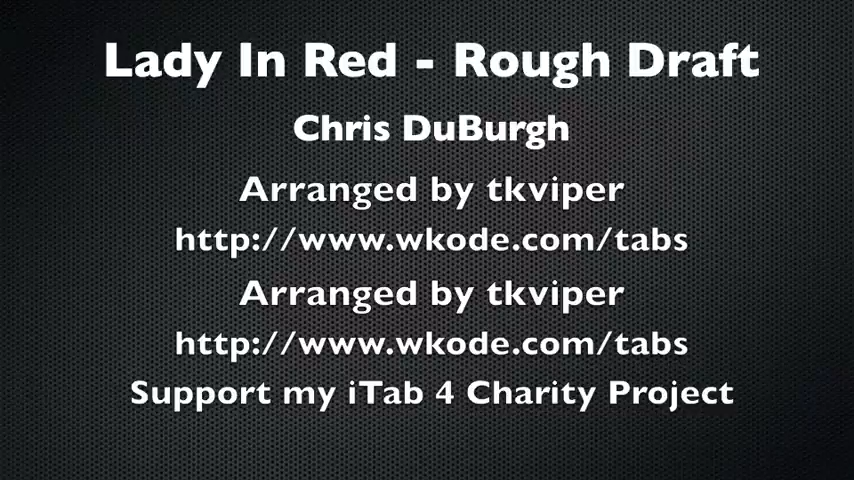 Lady In Red - Rough Draft
Chris DuBurgh
Arranged by tkviper
http://www.wkode.com/tabs
Arranged by tkviper
http://www.wkode.com/tabs
Support my iTab 4 Charity Project